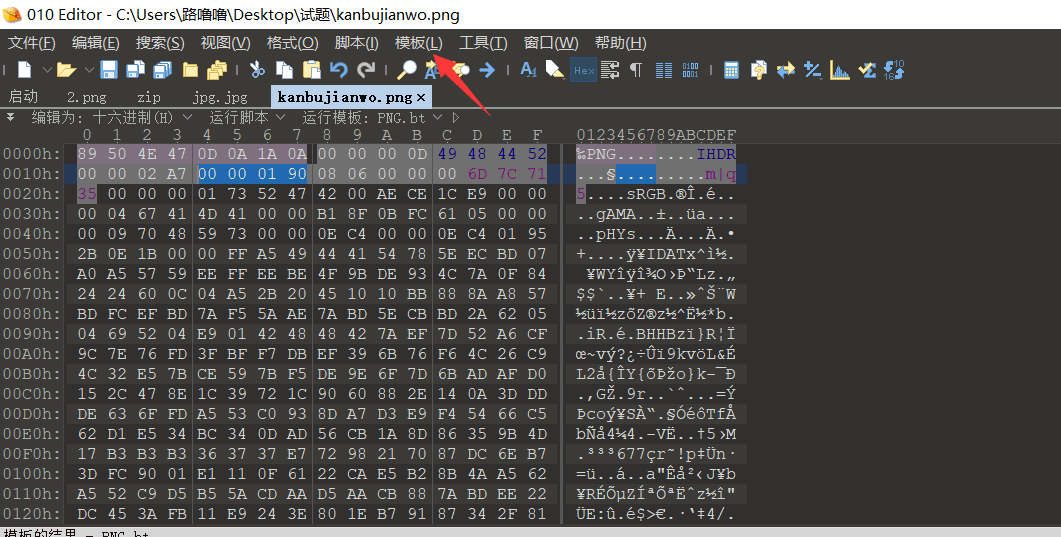 010 Editor - C:\Users\路噜噜\Desktop\试题\kanbujianwo.png
文件(F) 编辑(E) 搜索(S) 视图(V) 格式(O) 脚本(I) 模板(L) 工具(T) 窗口(W) 帮助(H)
启动 2.png zip jpg.jpg kanbujianwo.png ×
编辑为: 十六进制(H) 运行脚本 运行模板: PNG.bt
0 1 2 3 4 5 6 7 8 9 A B C D E F 0123456789ABCDEF
0000h: 89 50 4E 47 0D 0A 1A 0A 00 00 00 0D 49 48 44 52 ‰PNG........IHDR
0010h: 00 00 02 A7 00 00 01 90 08 06 00 00 00 6D 7C 71 ...§.........m|q
0020h: 35 00 00 00 01 73 52 47 42 00 AE CE 1C E9 00 00 5....sRGB.®Î.é..
0030h: 00 04 67 41 4D 41 00 00 B1 8F 0B FC 61 05 00 00 ..gAMA..±..üa...
0040h: 00 09 70 48 59 73 00 00 0E C4 00 00 0E C4 01 95 ..pHYs...Ä...Ä.•
0050h: 2B 0E 1B 00 00 FF A5 49 44 41 54 78 5E EC BD 07 +....ÿ¥IDATx^ì½.
0060h: A0 A5 57 59 EE FF EE BE 4F 9B DE 93 4C 7A 0F 84 ¥WYîÿî¾O›Þ“Lz.„
0070h: 24 24 60 0C 04 A5 2B 20 45 10 10 BB 88 8A A8 57 $$`..¥+ E..»ˆŠ¨W
0080h: BD FC EF BD 7A AF F5 5A AE 7A BD 5E CB BD 2A 62 05 ½üï½zõZ®z½^Ë½*b.
0090h: 04 69 52 04 E9 01 42 48 48 42 7A EF 7D 52 A6 CF .iR.é.BHHBzï}R¦Ï
00A0h: 9C 7E 76 FD 3F BF F7 DB EF 39 6B 76 F6 4C 26 C9 œ~vý?¿÷Ûï9kvöL&É
00B0h: 4C 32 E5 7B CE 59 7B F5 DE 9E 6F 7D 6B AD AF D0 L2å{ÎY{õÞžo}k-¯Ð
00C0h: 15 2C 47 8E 1C 39 72 1C 90 60 88 2E 14 0A 3D DD .,GŽ.9r..`ˆ...=Ý
00D0h: DE 63 6F FD A5 53 C0 93 8D A7 D3 E9 F4 54 66 C5 Þcoý¥SÀ“.§ÓéôTfÅ
00E0h: 62 D1 E5 34 BC 34 0D AD 56 CB 1A 8D 86 35 9B 4D bÑå4¼4.-VË..†5›M
00F0h: 17 B3 B3 B3 36 37 37 E7 72 98 21 70 87 DC 6E B7 .³³³677çr˜!p‡Ün·
0100h: 3D FC 90 01 E1 11 0F 61 22 CA E5 B2 8B 4A A5 62 =ü..á..a"Êå²‹J¥b
0110h: A5 52 C9 D5 B5 5A CD AA D5 AA CB 88 7A BD EE 22 ¥RÉÕµZÍªÕªËˆz½î"
0120h: DC 45 3A FB 11 E9 24 3E 80 1E B7 91 87 34 2F 81 ÜE:û.é$>€.·‘‡4/.
模板的结果 - PNG.bt